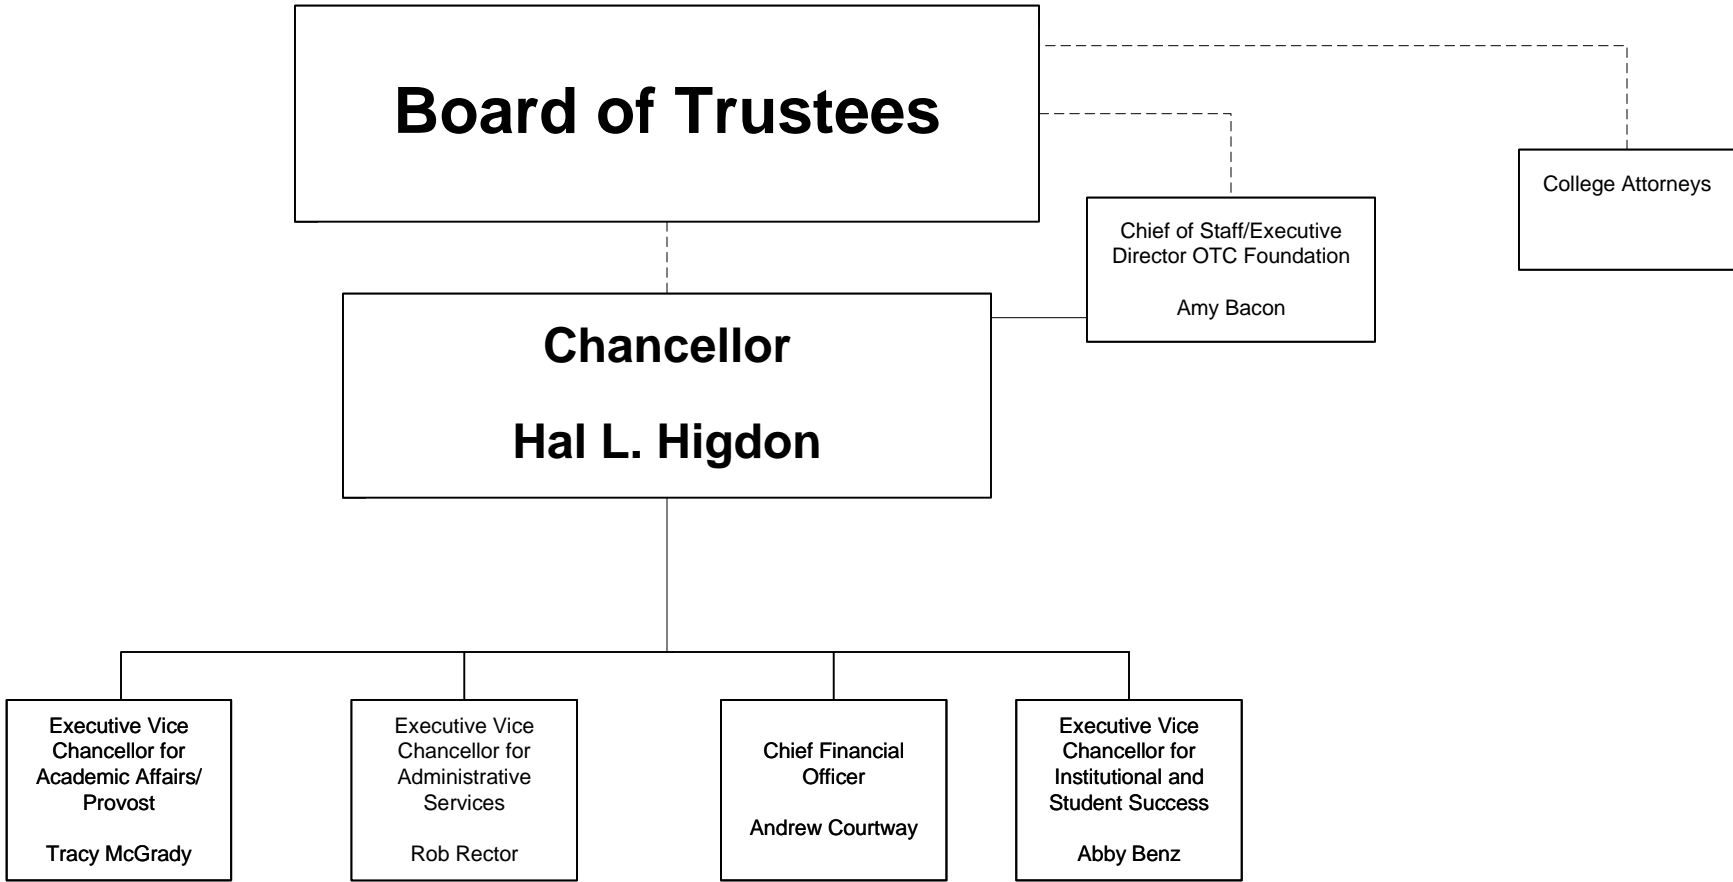 Board of Trustees
College Attorneys
Chief of Staff/Executive
Director OTC Foundation
Amy Bacon
Chancellor
Hal L. Higdon
Executive Vice
Chancellor for
Academic Affairs/
Provost
Tracy McGrady
Executive Vice
Chancellor for
Administrative
Services
Rob Rector
Chief Financial
Officer
Andrew Courtway
Executive Vice
Chancellor for
Institutional and
Student Success
Abby Benz